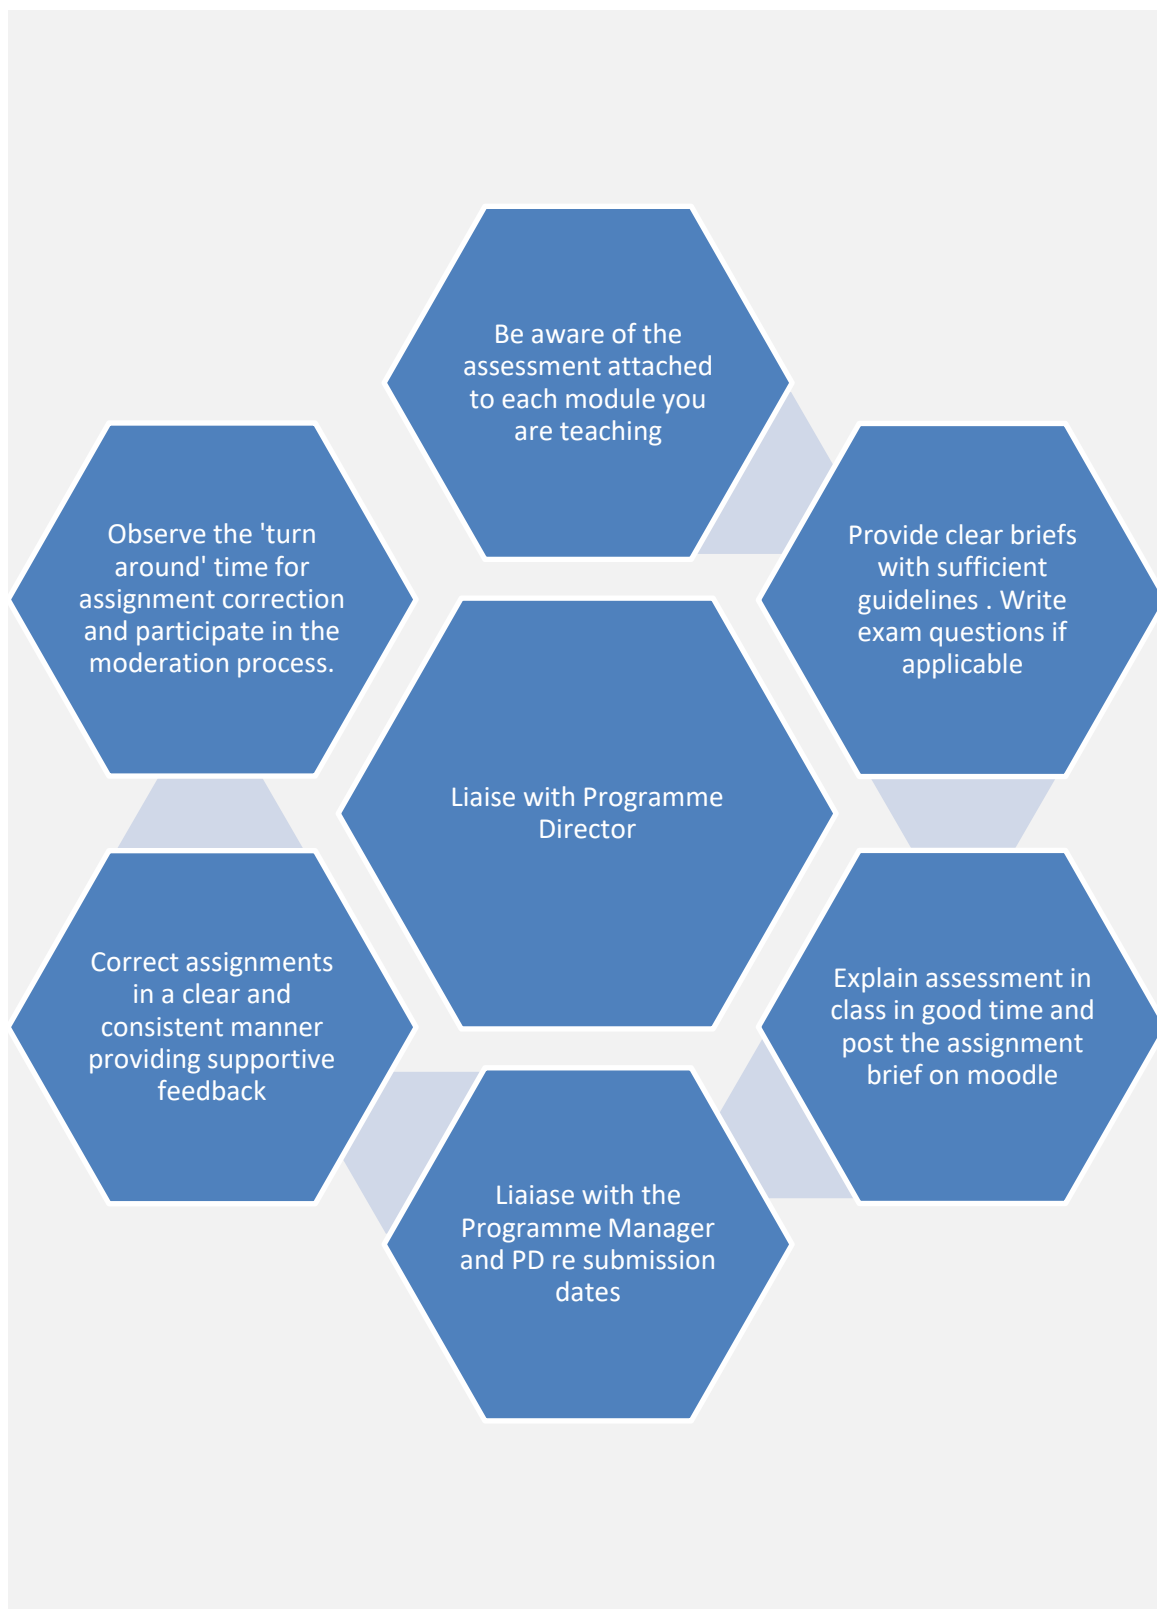 Be aware of the
assessment attached
to each module you
are teaching
Provide clear briefs
with sufficient
guidelines . Write
exam questions if
applicable
Explain assessment in
class in good time and
post the assignment
brief on moodle
Liaiase with the
Programme Manager
and PD re submission
dates
Correct assignments
in a clear and
consistent manner
providing supportive
feedback
Observe the 'turn
around' time for
assignment correction
and participate in the
moderation process.
Liaise with Programme
Director